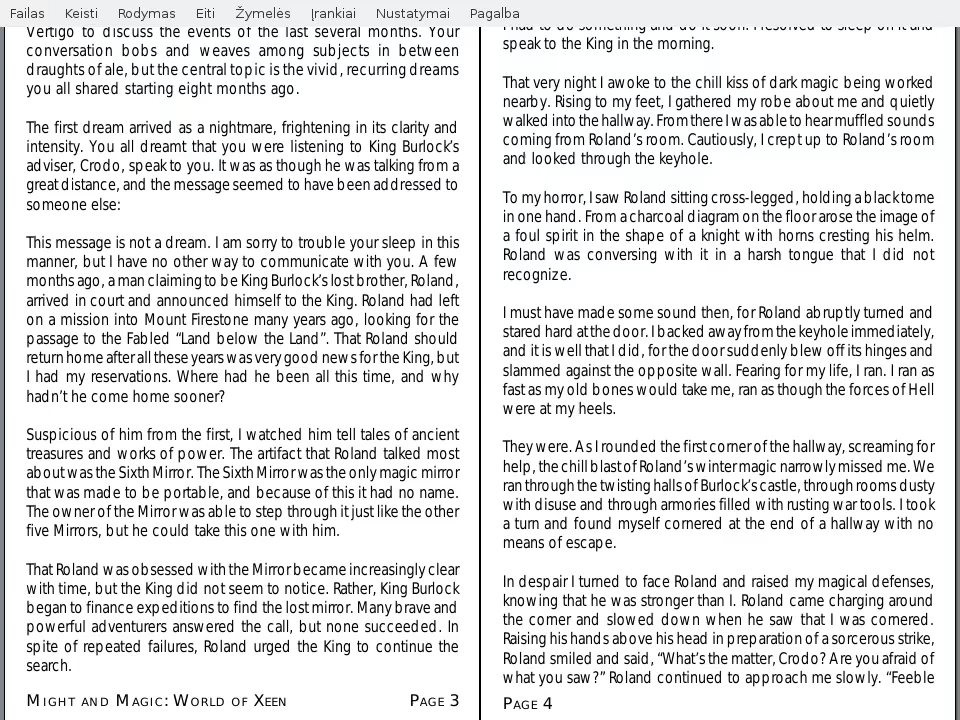 Failas Keisti Rodymas Eiti Žymelės Įrankiai Nustatymai Pagalba
Vertigo to discuss the events of the last several months. Your
conversation bobs and weaves among subjects in between
draughts of ale, but the central topic is the vivid, recurring dreams
you all shared starting eight months ago.
The first dream arrived as a nightmare, frightening in its clarity and
intensity. You all dreamt that you were listening to King Burlock's
adviser, Crodo, speak to you. It was as though he was talking from a
great distance, and the message seemed to have been addressed to
someone else:
This message is not a dream. I am sorry to trouble your sleep in this
manner, but I have no other way to communicate with you. A few
months ago, a man claiming to be King Burlock's lost brother, Roland,
arrived in court and announced himself to the King. Roland had left
on a mission into Mount Firestone many years ago, looking for the
passage to the Fabled “Land below the Land”. That Roland should
return home after all these years was very good news for the King, but
I had my reservations. Where had he been all this time, and why
hadn't he come home sooner?
Suspicious of him from the first, I watched him tell tales of ancient
treasures and works of power. The artifact that Roland talked most
about was the Sixth Mirror. The Sixth Mirror was the only magic mirror
that was made to be portable, and because of this it had no name.
The owner of the Mirror was able to step through it just like the other
five Mirrors, but he could take this one with him.
That Roland was obsessed with the Mirror became increasingly clear
with time, but the King did not seem to notice. Rather, King Burlock
began to finance expeditions to find the lost mirror. Many brave and
powerful adventurers answered the call, but none succeeded. In
spite of repeated failures, Roland urged the King to continue the
search.
Might and Magic: World of Xeen Page 3
I had to do something and do it soon. I resolved to sleep on it and
speak to the King in the morning.
That very night I awoke to the chill kiss of dark magic being worked
nearby. Rising to my feet, I gathered my robe about me and quietly
walked into the hallway. From there I was able to hear muffled sounds
coming from Roland's room. Cautiously, I crept up to Roland's room
and looked through the keyhole.
To my horror, I saw Roland sitting cross-legged, holding a black tome
in one hand. From a charcoal diagram on the floor arose the image of
a foul spirit in the shape of a knight with horns cresting his helm.
Roland was conversing with it in a harsh tongue that I did not
recognize.
I must have made some sound then, for Roland abruptly turned and
stared hard at the door. I backed away from the keyhole immediately,
and it is well that I did, for the door suddenly blew off its hinges and
slammed against the opposite wall. Fearing for my life, I ran. I ran as
fast as my old bones would take me, ran as though the forces of Hell
were at my heels.
They were. As I rounded the first corner of the hallway, screaming for
help, the chill blast of Roland's winter magic narrowly missed me. We
ran through the twisting halls of Burlock's castle, through rooms dusty
with disuse and through armories filled with rusting war tools. I took
a turn and found myself cornered at the end of a hallway with no
means of escape.
In despair I turned to face Roland and raised my magical defenses,
knowing that he was stronger than I. Roland came charging around
the corner and slowed down when he saw that I was cornered.
Raising his hands above his head in preparation of a sorcerous strike,
Roland smiled and said, “What's the matter, Crodo? Are you afraid of
what you saw?” Roland continued to approach me slowly. “Feeble
Page 4